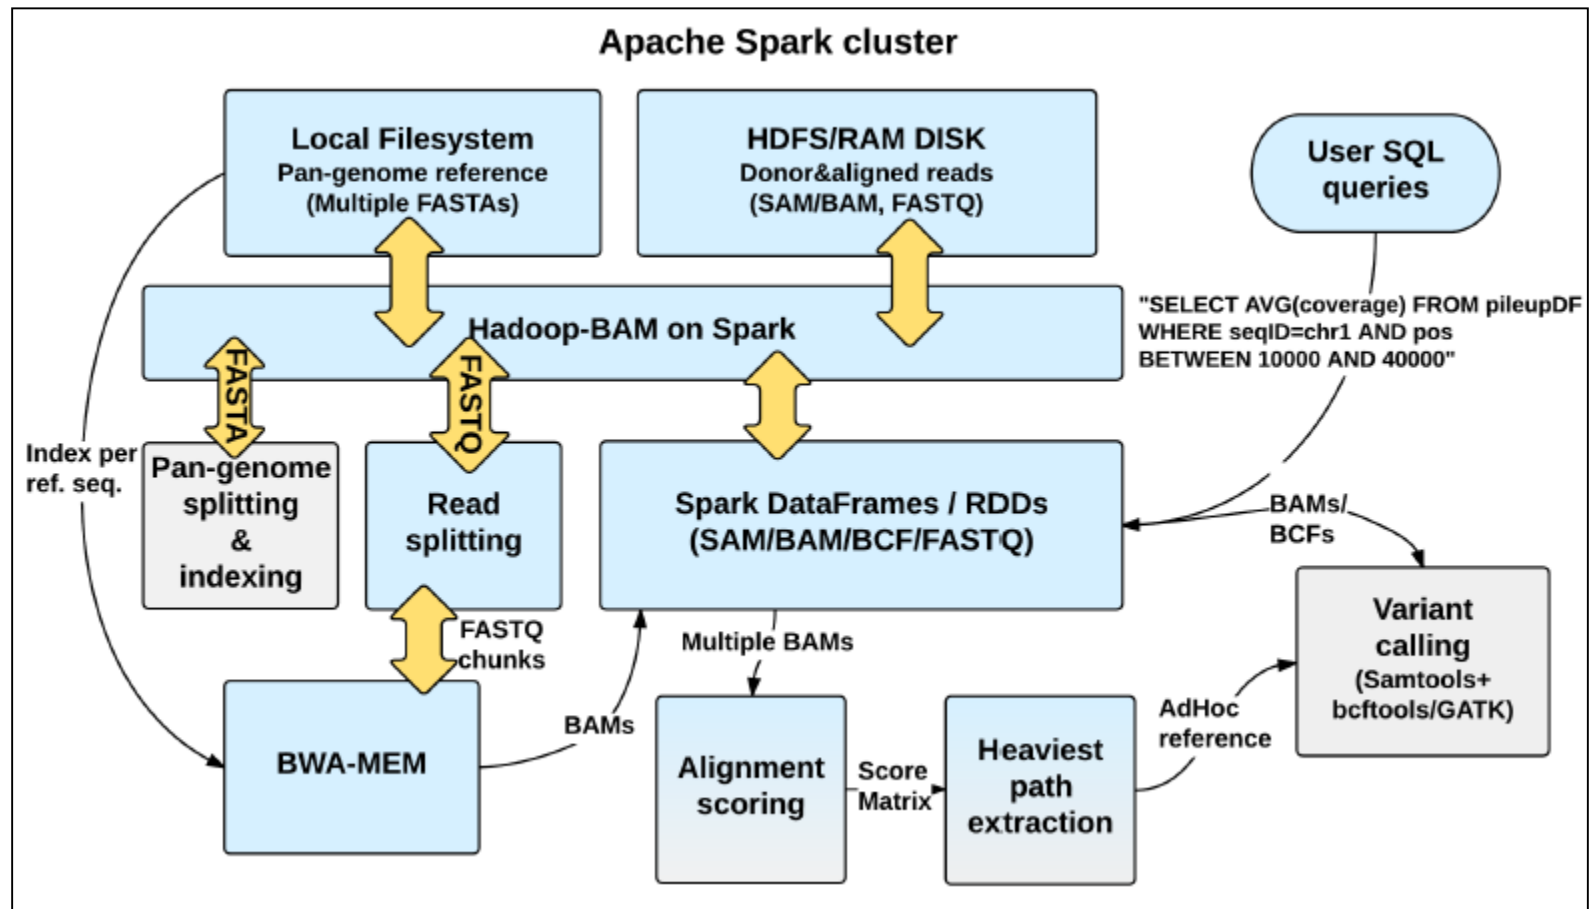 Apache Spark cluster
Local Filesystem
Pan-genome reference
(Multiple FASTAs)
HDFS/RAM DISK
Donor&aligned reads
(SAM/BAM, FASTQ)
User SQL
queries
"SELECT AVG(coverage) FROM pileupDF
WHERE seqID=chr1 AND pos
BETWEEN 10000 AND 40000"
Hadoop-BAM on Spark
FASTA
FASTQ
Index per
ref. seq.
Pan-genome
splitting
&
indexing
Read
splitting
Spark DataFrames / RDDs
(SAM/BAM/BCF/FASTQ)
BAMs/
BCFs
FASTQ
chunks
Multiple BAMs
Variant
calling
(Samtools+
bcftools/GATK)
BWA-MEM
BAMs
Alignment
scoring
Score
Matrix
Heaviest
path
extraction
AdHoc
reference